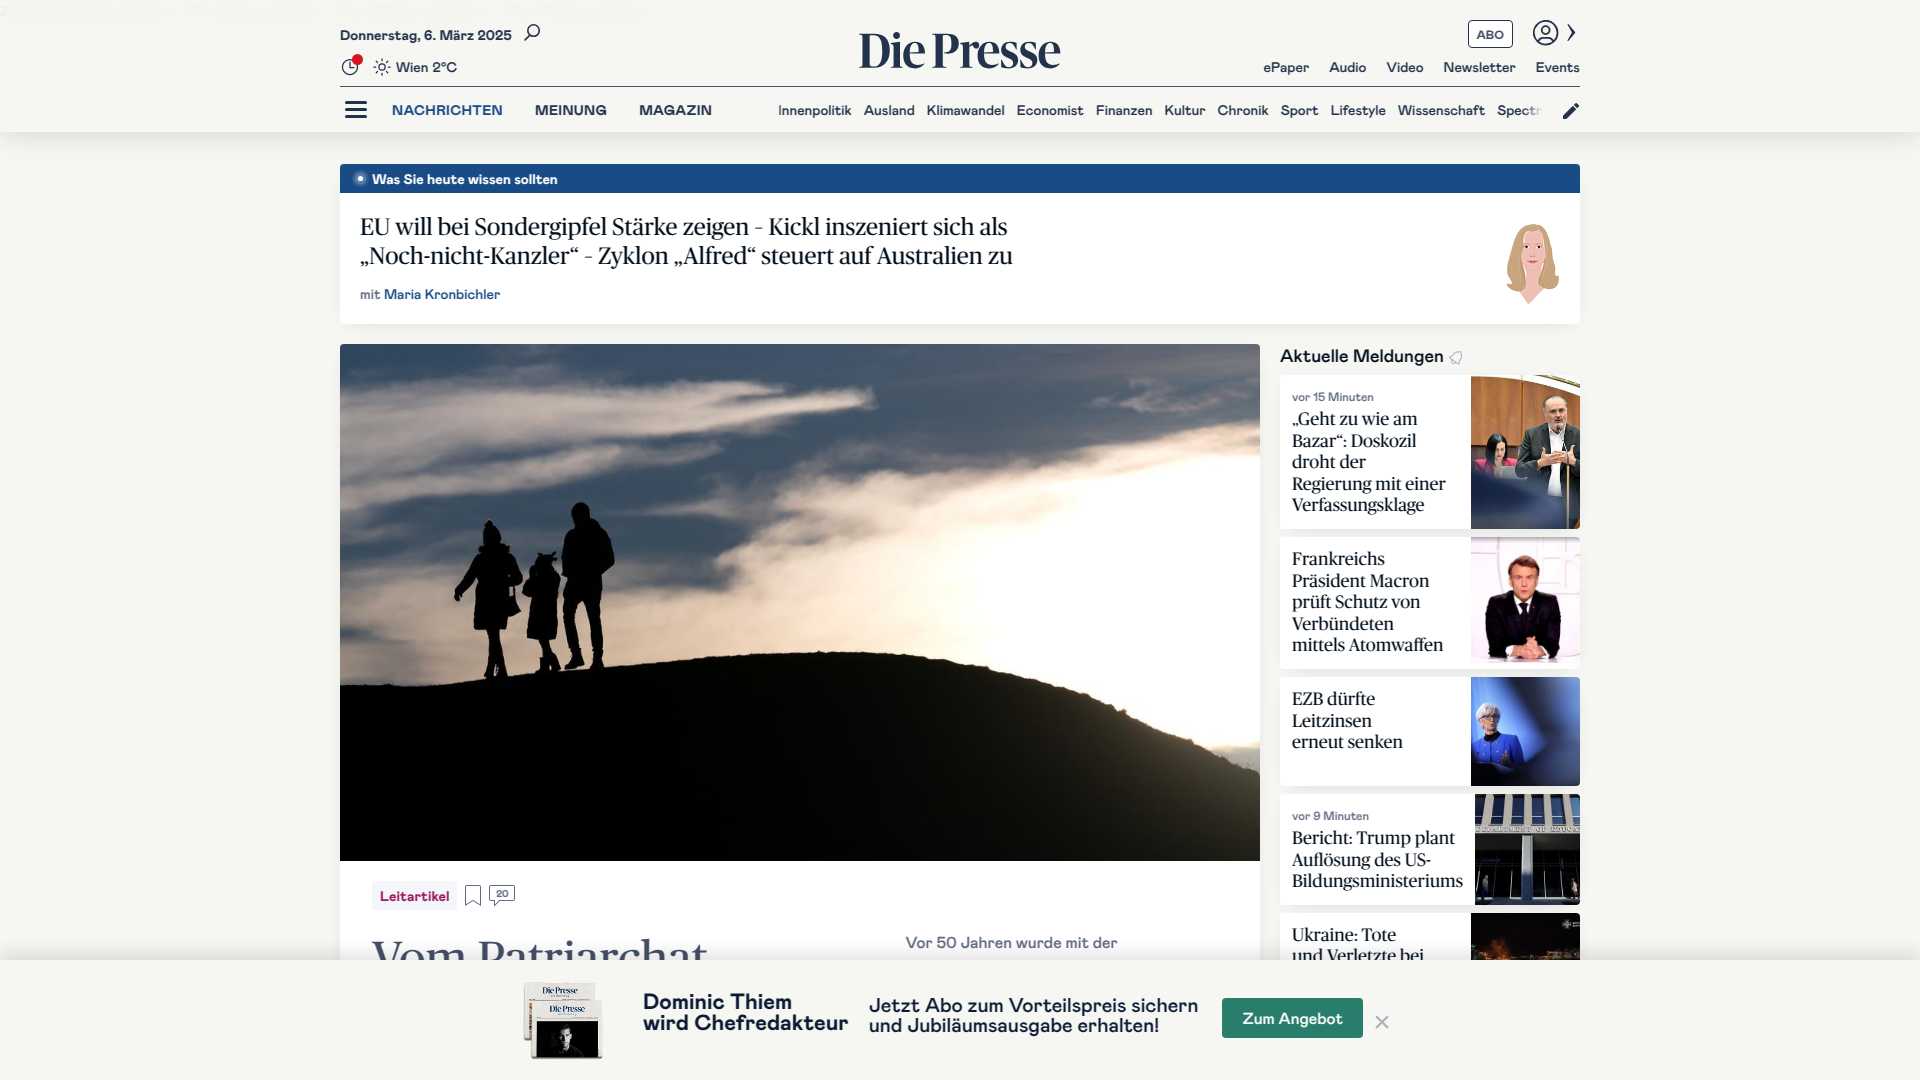 Donnerstag, 6. März 2025
Wien 2°C
Die Presse
ABO
ePaper Audio Video Newsletter Events
NACHRICHTEN MEINUNG MAGAZIN
Innenpolitik Ausland Klimawandel Economist Finanzen Kultur Chronik Sport Lifestyle Wissenschaft Spectr
Was Sie heute wissen sollten
EU will bei Sondergipfel Stärke zeigen – Kickl inszeniert sich als
„Noch-nicht-Kanzler“ – Zyklon „Alfred“ steuert auf Australien zu
mit Maria Kronbichler
Leitartikel
20
Vom Patriarchat
Vor 50 Jahren wurde mit der
Aktuelle Meldungen
vor 15 Minuten
„Geht zu wie am
Bazar“: Doskozil
droht der
Regierung mit einer
Verfassungsklage
Frankreichs
Präsident Macron
prüft Schutz von
Verbündeten
mittels Atomwaffen
EZB dürfte
Leitzinsen
erneut senken
vor 9 Minuten
Bericht: Trump plant
Auflösung des US-
Bildungsministeriums
Ukraine: Tote
und Verletzte bei
Die Presse
Die Presse
Dominic Thiem
wird Chefredakteur
Jetzt Abo zum Vorteilspreis sichern
und Jubiläumsausgabe erhalten!
Zum Angebot